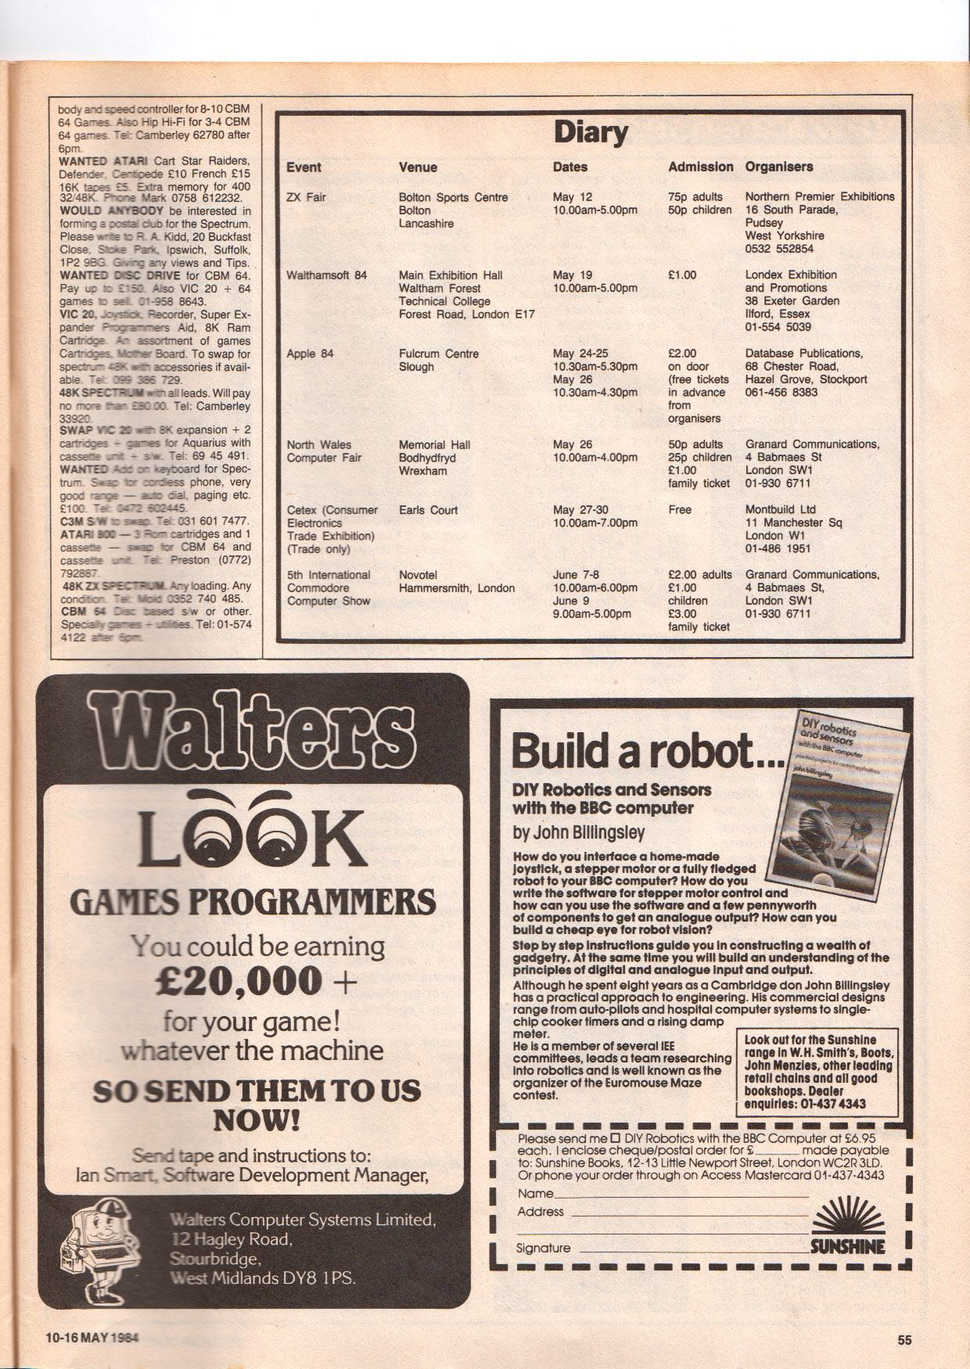 body and speed controller for 8-10 CBM
64 Games. Also Hip Hi-Fi for 3-4 CBM
64 games. Tel: Camberley 62780 after
6pm.
WANTED ATARI Cart Star Raiders,
Defender, Centipede £10 French £15
16K tapes £5. Extra memory for 400
32/48K. Phone Mark 0758 612232.
WOULD ANYBODY be interested in
forming a postal club for the Spectrum.
Please write to R. A. Kidd, 20 Buckfast
Close, Stoke Park, Ipswich, Suffolk,
1P2 9BG. Giving any views and Tips.
WANTED DISC DRIVE for CBM 64.
Pay up to £150. Also VIC 20 + 64
games to sell. 01-958 8643.
VIC 20, Joystick, Recorder, Super Ex-
pander Programmers Aid, 8K Ram
Cartridge. An assortment of games
Cartridges, Mother Board. To swap for
spectrum 48K with accessories if avail-
able. Tel: 099 386 729.
48K SPECTRUM with all leads. Will pay
no more than £80.00. Tel: Camberley
33920.
SWAP VIC 20 with 8K expansion + 2
cartridges + games for Aquarius with
cassette unit + s/w. Tel: 69 45 491.
WANTED Add on keyboard for Spec-
trum. Swap for cordless phone, very
good range — auto dial, paging etc.
£100. Tel: 0472 602445.
C3M S/W to swap. Tel: 031 601 7477.
ATARI 800 — 3 Rom cartridges and 1
cassette — swap for CBM 64 and
cassette unit. Tel: Preston (0772)
792887.
48K ZX SPECTRUM. Any loading. Any
condition. Tel: Mold 0352 740 485.
CBM 64 Disc based s/w or other.
Specially games + utilities. Tel: 01-574
4122 after 6pm.
Diary
Event Venue Dates Admission Organisers
ZX Fair Bolton Sports Centre May 12 75p adults Northern Premier Exhibitions
Bolton 10.00am-5.00pm 50p children 16 South Parade,
Lancashire Pudsey
West Yorkshire
0532 552854
Walthamsoft 84 Main Exhibition Hall May 19 £1.00 Londex Exhibition
Waltham Forest 10.00am-5.00pm and Promotions
Technical College 38 Exeter Garden
Forest Road, London E17 Ilford, Essex
01-554 5039
Apple 84 Fulcrum Centre May 24-25 £2.00 Database Publications,
Slough 10.30am-5.30pm on door 68 Chester Road,
May 26 (free tickets Hazel Grove, Stockport
10.30am-4.30pm in advance 061-456 8383
from
organisers
North Wales Memorial Hall May 26 50p adults Granard Communications,
Computer Fair Bodhydfryd 10.00am-4.00pm 25p children 4 Babmaes St
Wrexham £1.00 London SW1
family ticket 01-930 6711
Cetex (Consumer Earls Court May 27-30 Free Montbuild Ltd
Electronics 10.00am-7.00pm 11 Manchester Sq
Trade Exhibition) London W1
(Trade only) 01-486 1951
5th International Novotel June 7-8 £2.00 adults Granard Communications,
Commodore Hammersmith, London 10.00am-6.00pm £1.00 4 Babmaes St,
Computer Show June 9 children London SW1
9.00am-5.00pm £3.00 01-930 6711
family ticket
Walters
LOOK
GAMES PROGRAMMERS
You could be earning
£20,000 +
for your game!
whatever the machine
SO SEND THEM TO US
NOW!
Send tape and instructions to:
Ian Smart, Software Development Manager,
Walters Computer Systems Limited,
12 Hagley Road,
Stourbridge,
West Midlands DY8 1PS.
Build a robot...
DIY Robotics and Sensors
with the BBC computer
by John Billingsley
DIY robotics
and sensors
with the BBC computer
john billingsley
How do you interface a home-made
joystick, a stepper motor or a fully fledged
robot to your BBC computer? How do you
write the software for stepper motor control and
how can you use the software and a few pennyworth
of components to get an analogue output? How can you
build a cheap eye for robot vision?
Step by step instructions guide you in constructing a wealth of
gadgetry. At the same time you will build an understanding of the
principles of digital and analogue input and output.
Although he spent eight years as a Cambridge don John Billingsley
has a practical approach to engineering. His commercial designs
range from auto-pilots and hospital computer systems to single-
chip cooker timers and a rising damp
meter.
He is a member of several IEE
committees, leads a team researching
into robotics and is well known as the
organizer of the Euromouse Maze
contest.
Look out for the Sunshine
range in W.H. Smith's, Boots,
John Menzies, other leading
retail chains and all good
bookshops. Dealer
enquiries: 01-437 4343
Please send me □ DIY Robotics with the BBC Computer at £6.95
each. I enclose cheque/postal order for £________ made payable
to: Sunshine Books, 12-13 Little Newport Street, London WC2R 3LD.
Or phone your order through on Access Mastercard 01-437-4343
Name
Address
Signature
SUNSHINE
10-16 MAY 1984
55